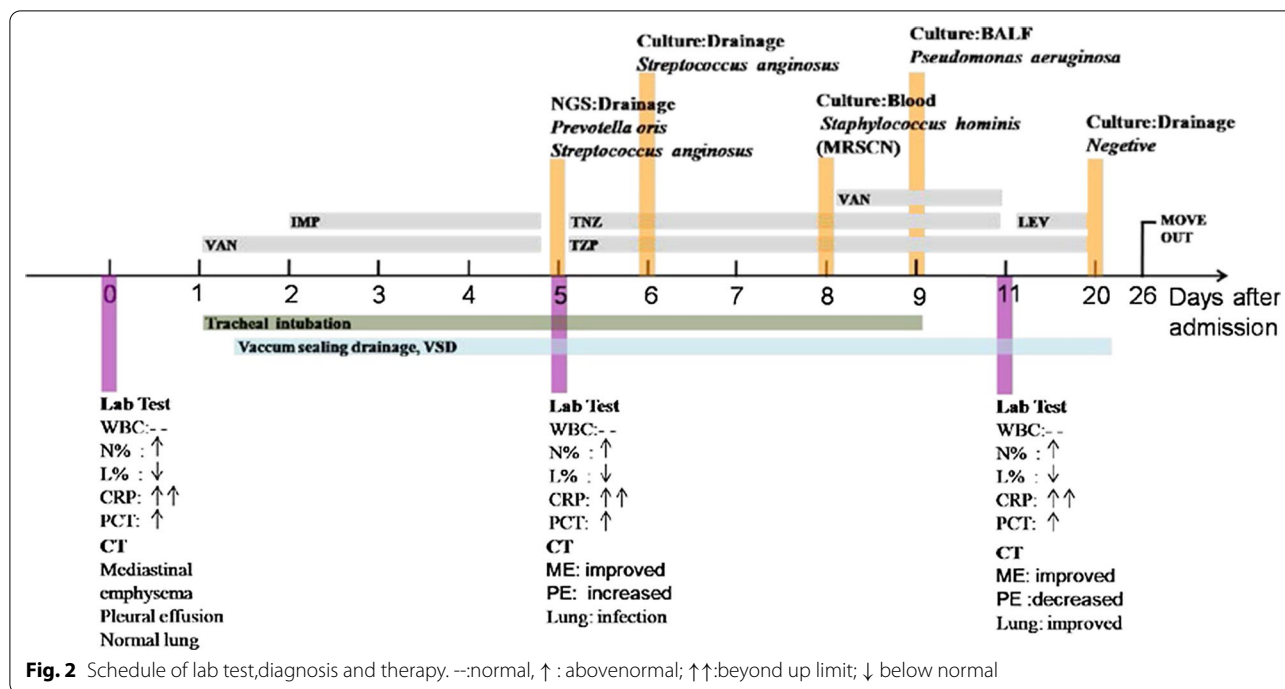 Culture:Drainage
Streptococcus anginosus
Culture:BALF
Pseudomonas aeruginosa
NGS:Drainage
Prevotella oris
Streptococcus anginosus
Culture:Blood
Staphylococcus hominis
(MRSCN)
Culture:Drainage
Negetive
VAN
IMP
TNZ
LEV
VAN
TZP
MOVE
OUT
0 1 2 3 4 5 6 7 8 9 11 20 26 Days after
admission
Tracheal intubation
Vaccum sealing drainage, VSD
Lab Test
WBC:- -
N% : ↑
L% : ↓
CRP: ↑↑
PCT: ↑
CT
Mediastinal
emphysema
Pleural effusion
Normal lung
Lab Test
WBC:- -
N% : ↑
L% : ↓
CRP: ↑↑
PCT: ↑
CT
ME: improved
PE: increased
Lung: infection
Lab Test
WBC:- -
N% : ↑
L% : ↓
CRP: ↑↑
PCT: ↑
CT
ME: improved
PE :decreased
Lung: improved
Fig. 2 Schedule of lab test,diagnosis and therapy. --:normal, ↑ : abovenormal; ↑↑:beyond up limit; ↓ below normal